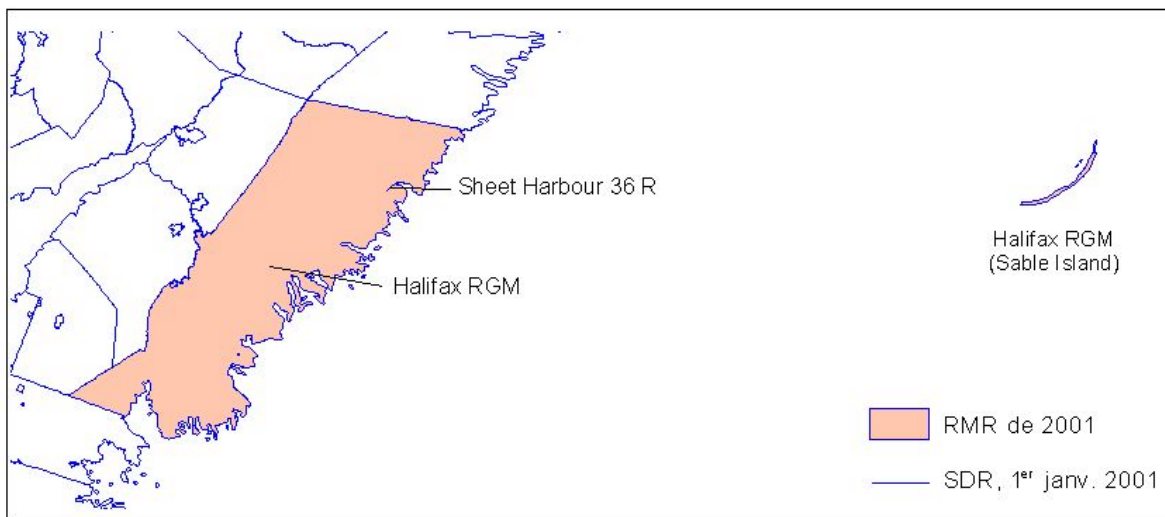 Sheet Harbour 36 R
Halifax RGM
Halifax RGM
(Sable Island)
RMR de 2001
SDR, 1er janv. 2001